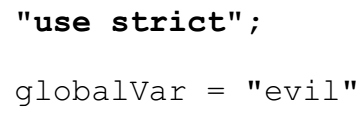 "use strict";
globalVar = "evil"